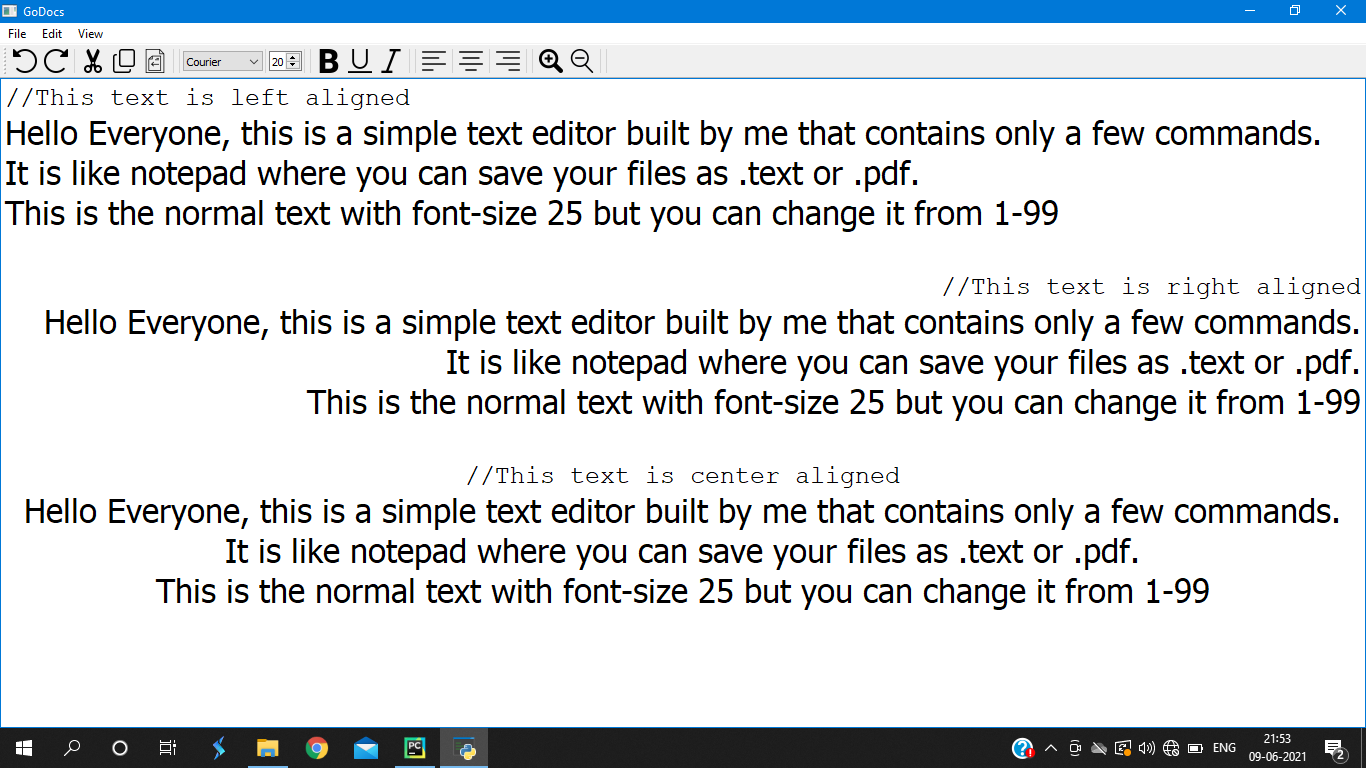 GoDocs
File Edit View
Courier 20 B U I
//This text is left aligned
Hello Everyone, this is a simple text editor built by me that contains only a few commands.
It is like notepad where you can save your files as .text or .pdf.
This is the normal text with font-size 25 but you can change it from 1-99
//This text is right aligned
Hello Everyone, this is a simple text editor built by me that contains only a few commands.
It is like notepad where you can save your files as .text or .pdf.
This is the normal text with font-size 25 but you can change it from 1-99
//This text is center aligned
Hello Everyone, this is a simple text editor built by me that contains only a few commands.
It is like notepad where you can save your files as .text or .pdf.
This is the normal text with font-size 25 but you can change it from 1-99
PC ENG 21:53
09-06-2021 2